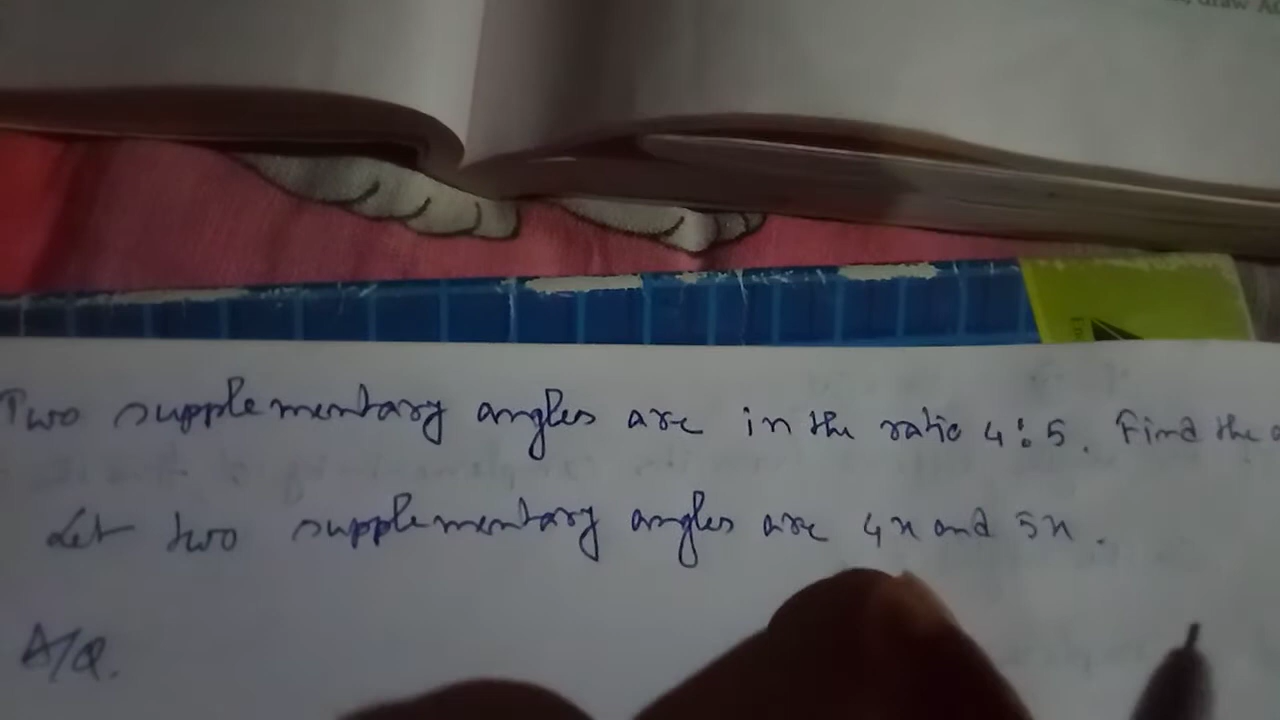 draw
Two supplementary angles are in the ratio 4:5. Find the
Let two supplementary angles are 4x and 5x.
A/Q.